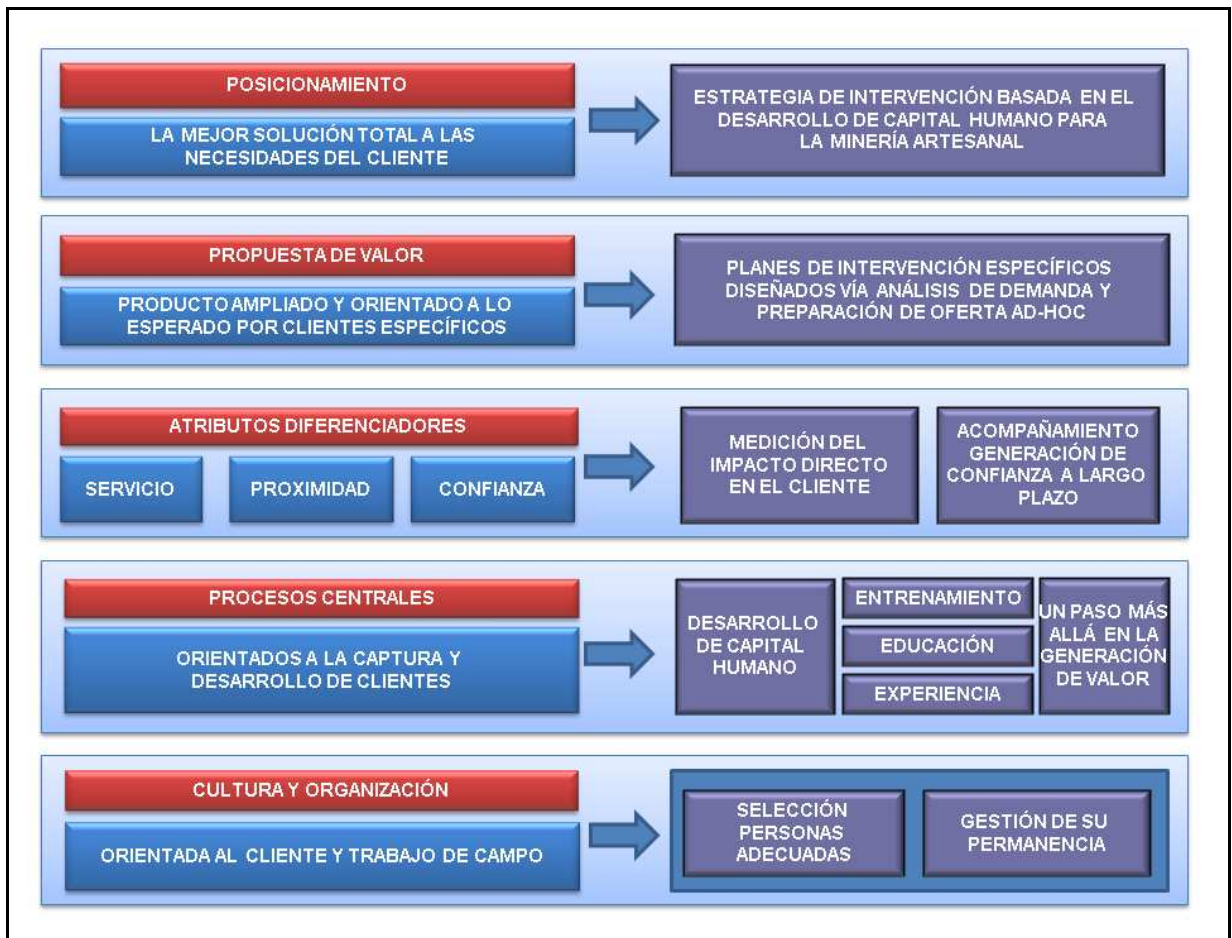 POSICIONAMIENTO
LA MEJOR SOLUCIÓN TOTAL A LAS
NECESIDADES DEL CLIENTE
ESTRATEGIA DE INTERVENCIÓN BASADA EN EL
DESARROLLO DE CAPITAL HUMANO PARA
LA MINERÍA ARTESANAL
PROPUESTA DE VALOR
PRODUCTO AMPLIADO Y ORIENTADO A LO
ESPERADO POR CLIENTES ESPECÍFICOS
PLANES DE INTERVENCIÓN ESPECÍFICOS
DISEÑADOS VÍA ANÁLISIS DE DEMANDA Y
PREPARACIÓN DE OFERTA AD-HOC
ATRIBUTOS DIFERENCIADORES
SERVICIO
PROXIMIDAD
CONFIANZA
MEDICIÓN DEL
IMPACTO DIRECTO
EN EL CLIENTE
ACOMPAÑAMIENTO
GENERACIÓN DE
CONFIANZA A LARGO
PLAZO
PROCESOS CENTRALES
ORIENTADOS A LA CAPTURA Y
DESARROLLO DE CLIENTES
DESARROLLO
DE CAPITAL
HUMANO
ENTRENAMIENTO
EDUCACIÓN
EXPERIENCIA
UN PASO MÁS
ALLÁ EN LA
GENERACIÓN
DE VALOR
CULTURA Y ORGANIZACIÓN
ORIENTADA AL CLIENTE Y TRABAJO DE CAMPO
SELECCIÓN
PERSONAS
ADECUADAS
GESTIÓN DE SU
PERMANENCIA